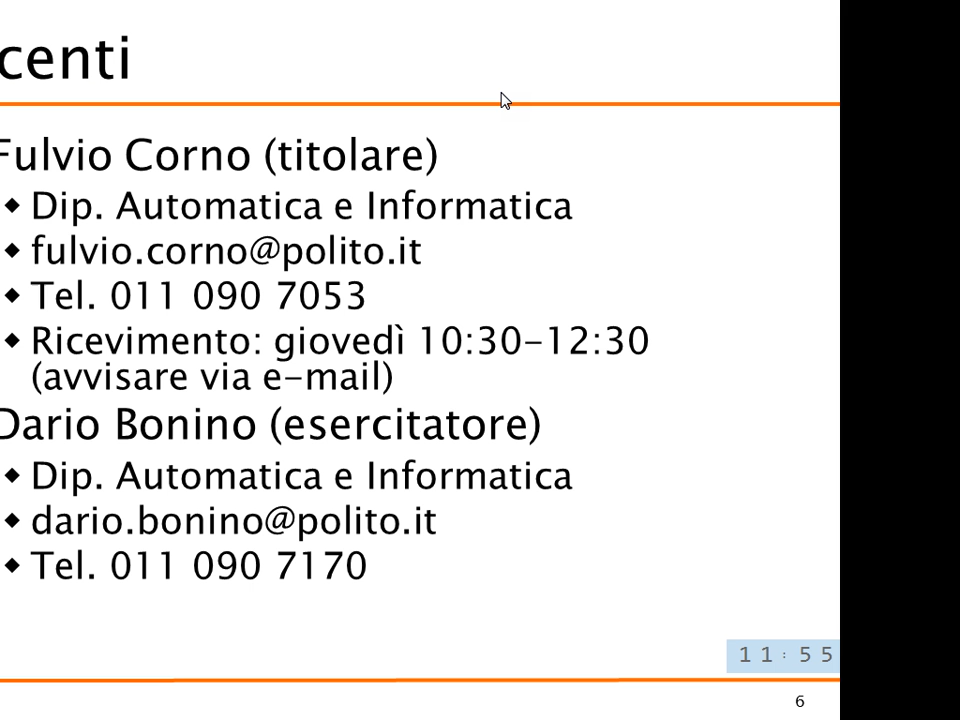 centi
Fulvio Corno (titolare)
◆ Dip. Automatica e Informatica
◆ fulvio.corno@polito.it
◆ Tel. 011 090 7053
◆ Ricevimento: giovedì 10:30-12:30
(avvisare via e-mail)
Dario Bonino (esercitatore)
◆ Dip. Automatica e Informatica
◆ dario.bonino@polito.it
◆ Tel. 011 090 7170
11:55
6